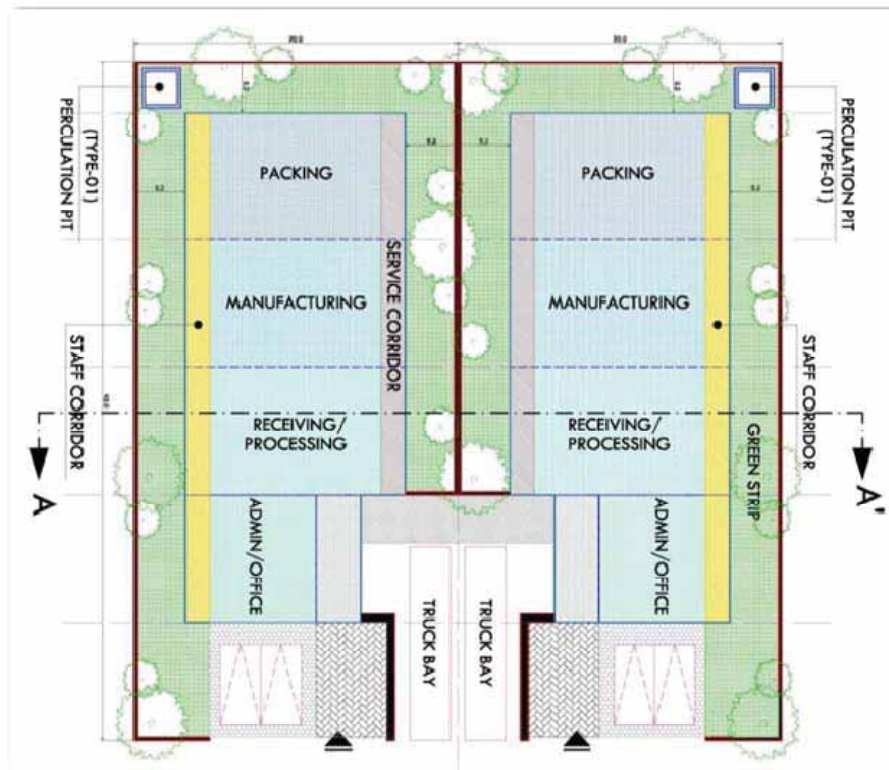 PERCULATION PIT
(TYPE-01)
PERCULATION PIT
(TYPE-01)
PACKING
PACKING
SERVICE CORRIDOR
MANUFACTURING
MANUFACTURING
STAFF CORRIDOR
STAFF CORRIDOR
RECEIVING/
PROCESSING
RECEIVING/
PROCESSING
GREEN STRIP
A
A'
ADMIN/OFFICE
ADMIN/OFFICE
TRUCK BAY
TRUCK BAY